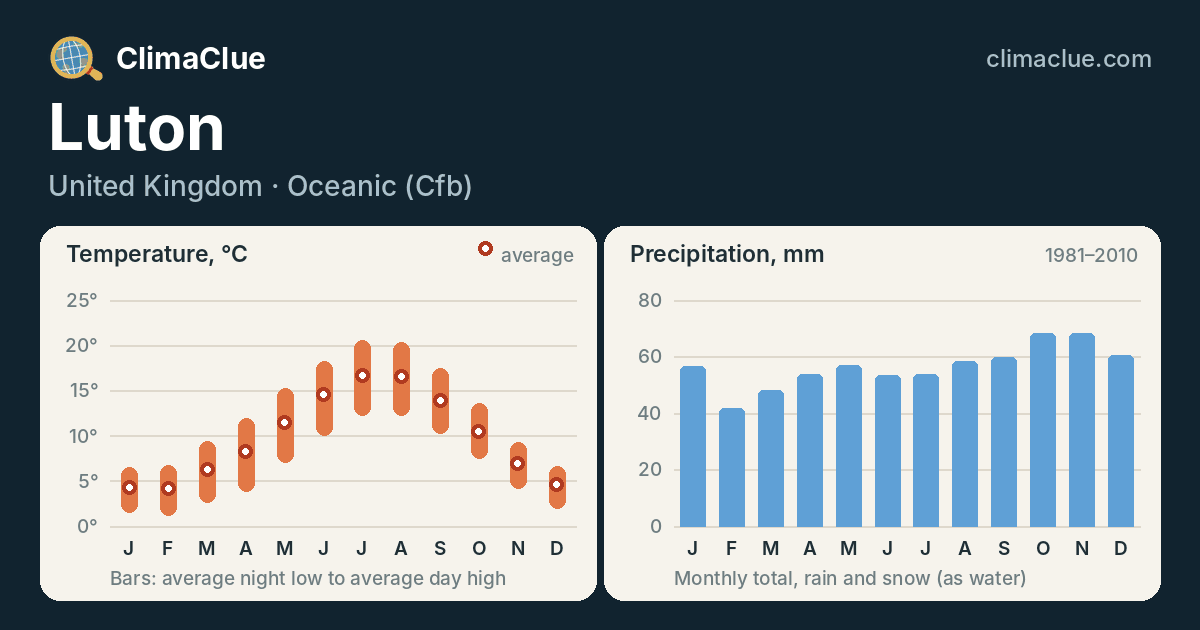 ClimaClue
climaclue.com
Luton
United Kingdom · Oceanic (Cfb)
Temperature, °C
average
25°
20°
15°
10°
5°
0°
J F M A M J J A S O N D
Bars: average night low to average day high
Precipitation, mm
1981–2010
80
60
40
20
0
J F M A M J J A S O N D
Monthly total, rain and snow (as water)